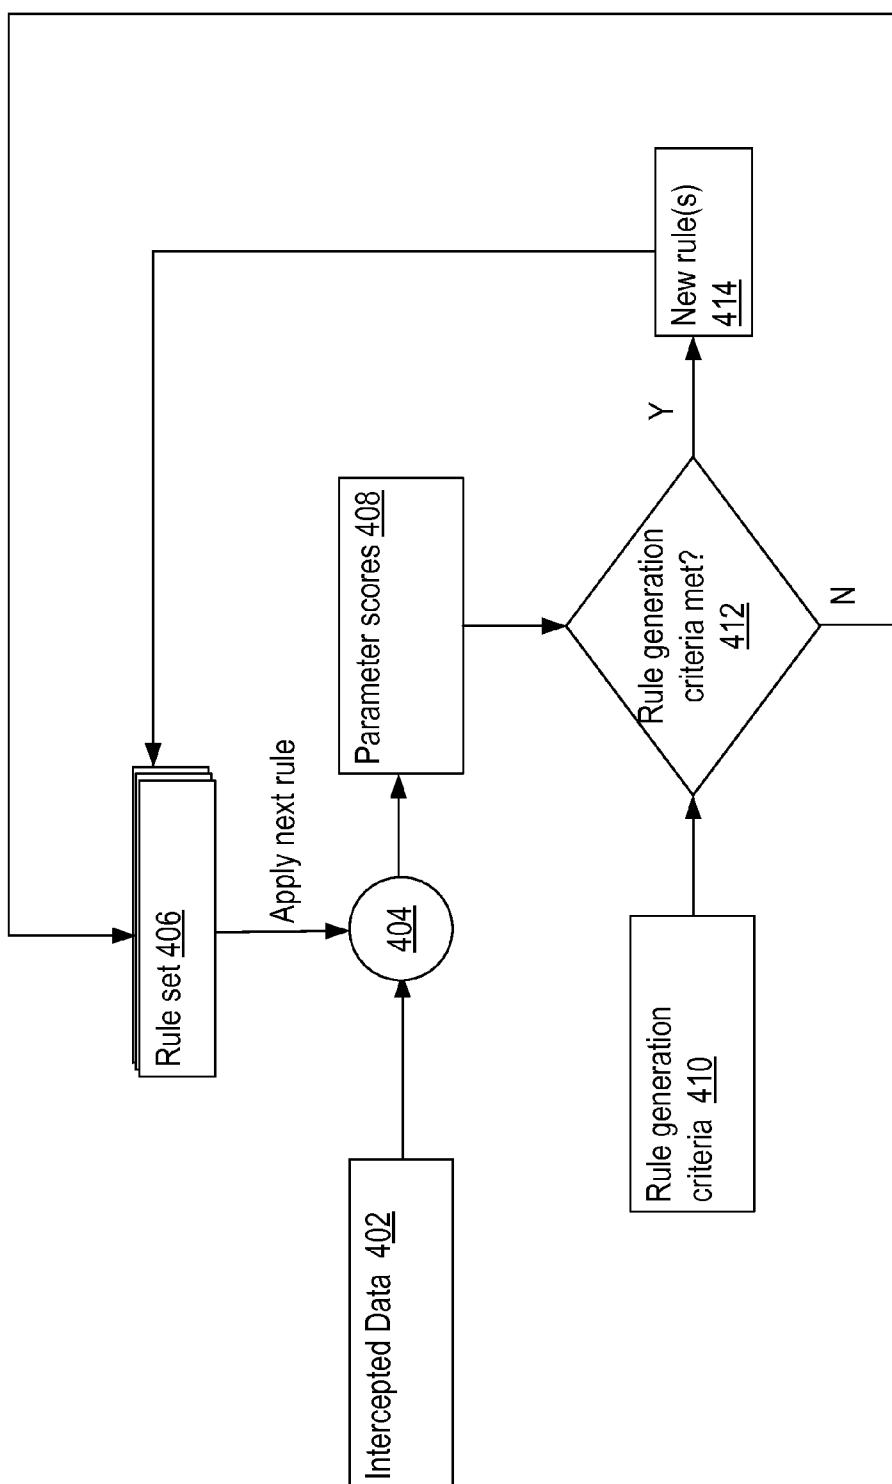 Intercepted Data 402
Rule set 406
Apply next rule
404
Parameter scores 408
Rule generation
criteria 410
Rule generation
criteria met?
412
Y
N
New rule(s)
414